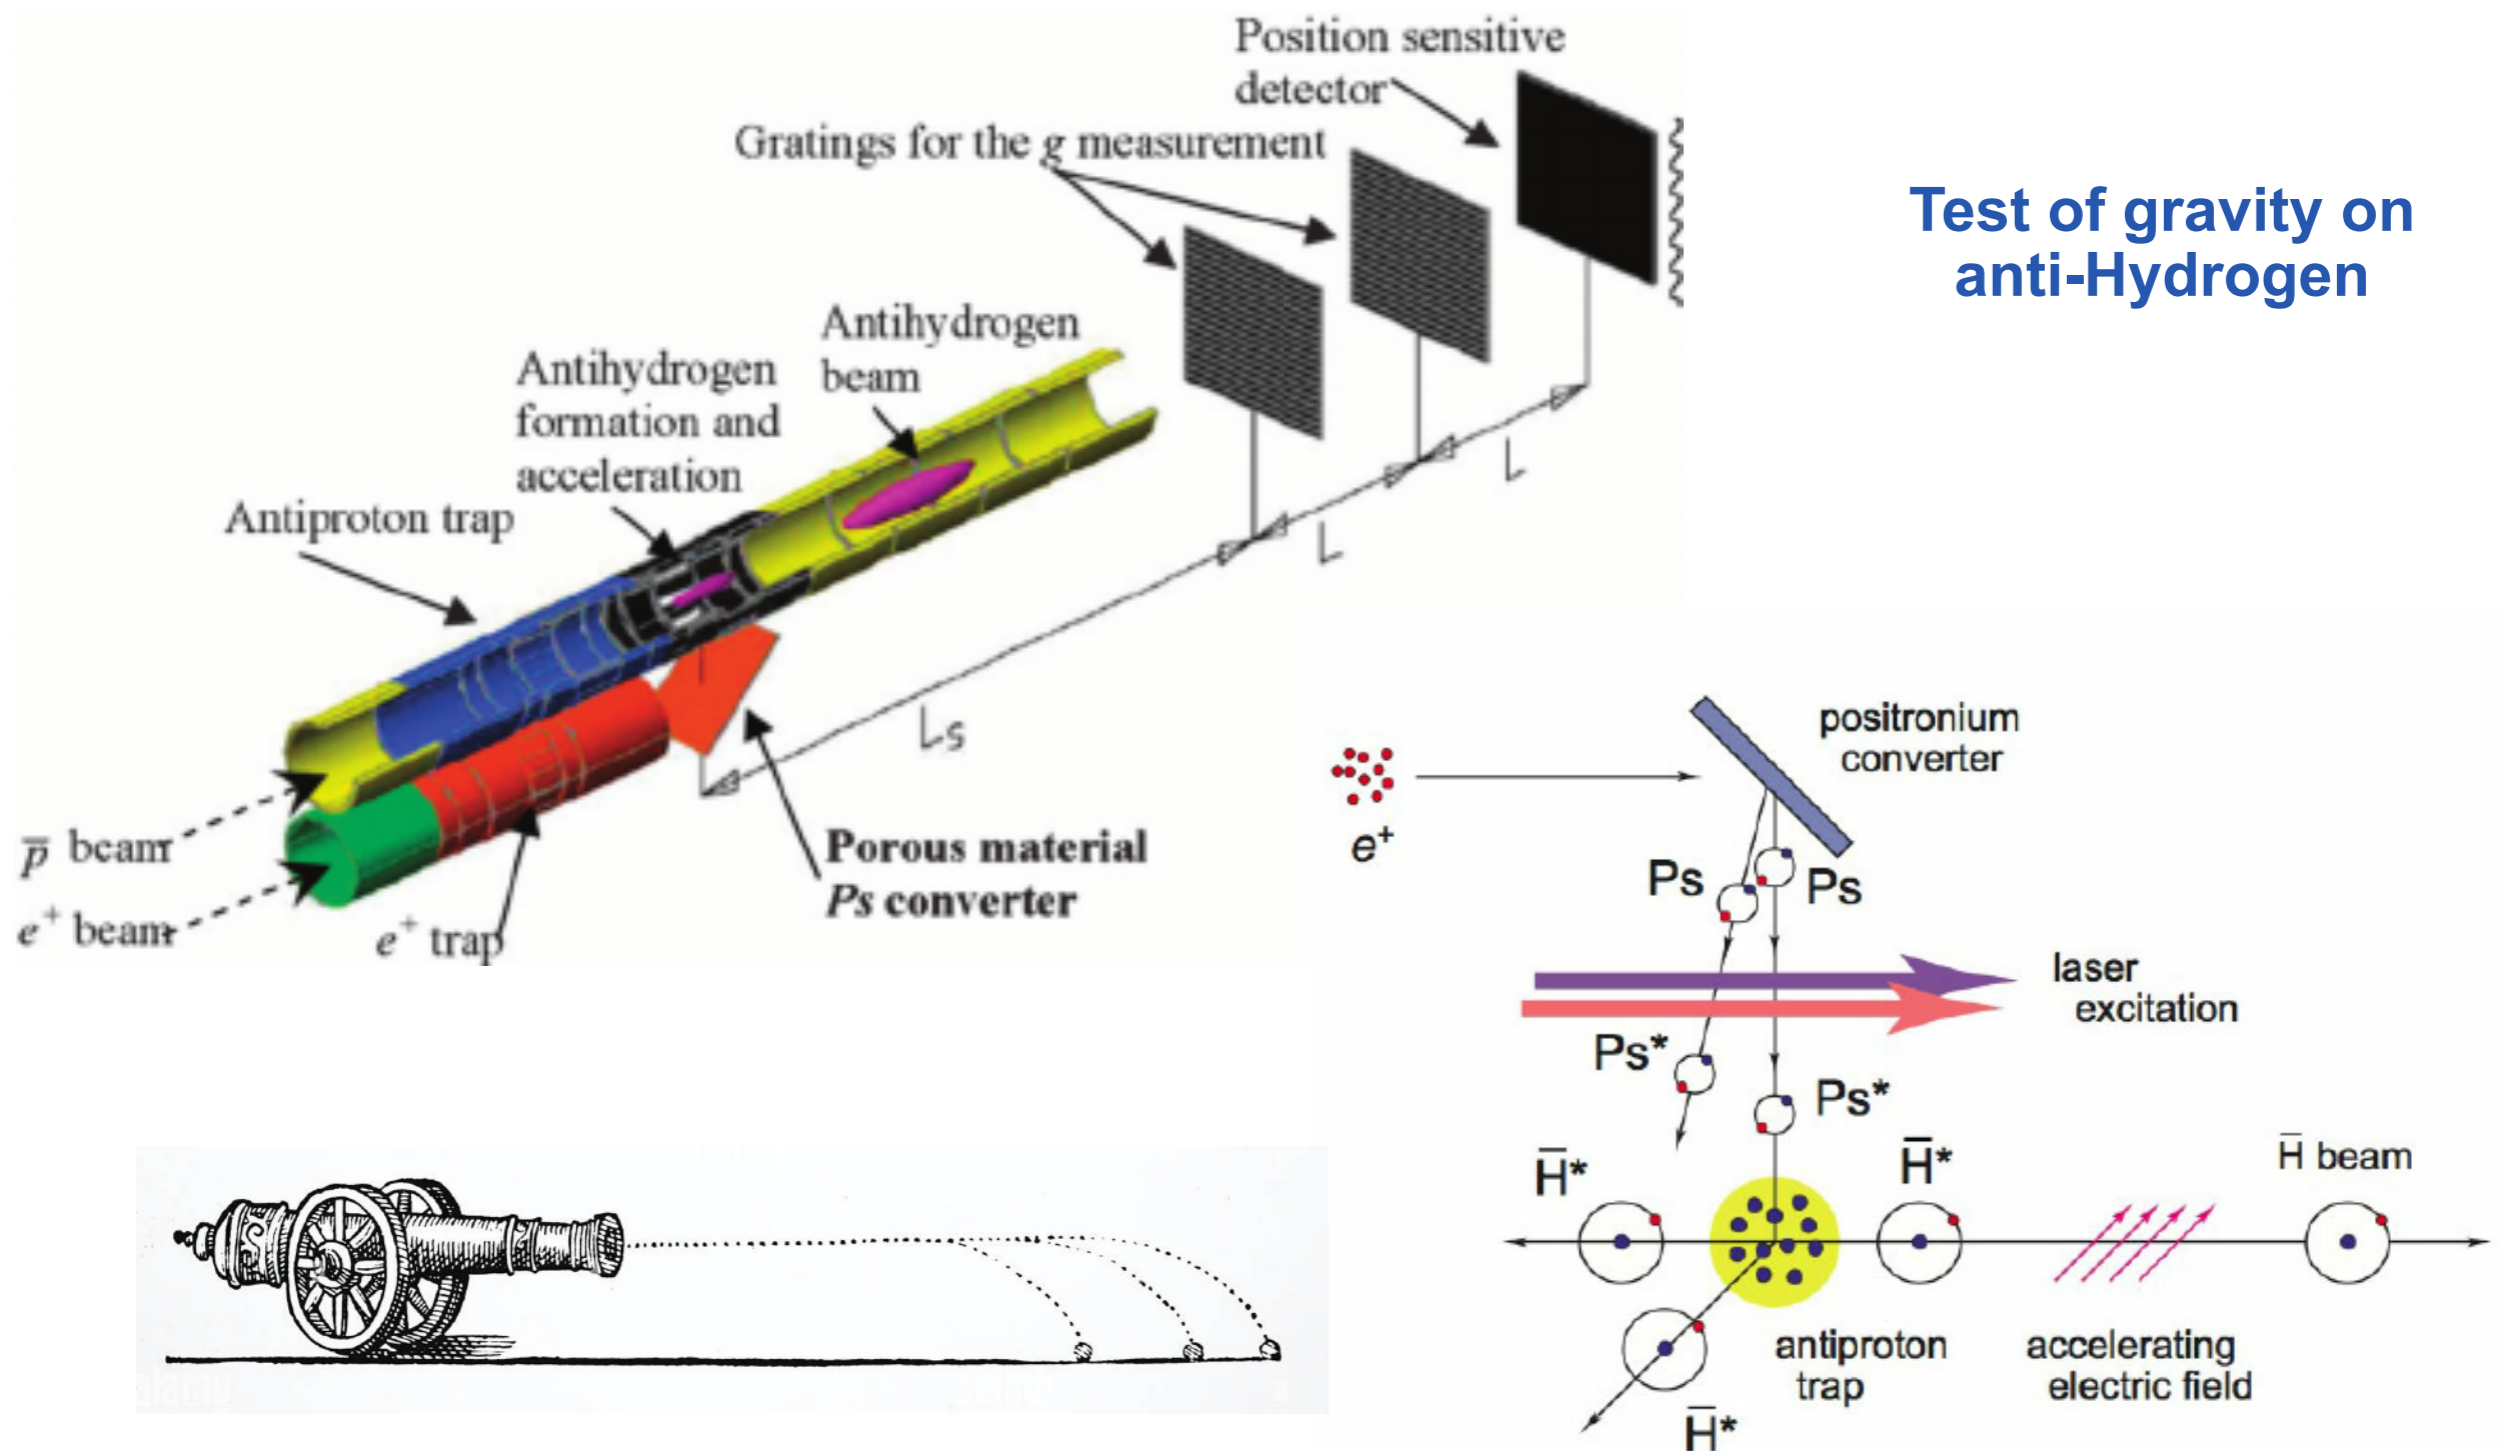 Position sensitive
detector
Gratings for the g measurement
Test of gravity on
anti-Hydrogen
Antihydrogen
beam
Antihydrogen
formation and
acceleration
Antiproton trap
L
L
Ls
p̅ beam
e⁺ beam
e⁺ trap
Porous material
Ps converter
positronium
converter
e⁺
Ps
Ps
laser
excitation
Ps*
Ps*
H̅*
H̅*
H̅ beam
antiproton
trap
accelerating
electric field
H̅*